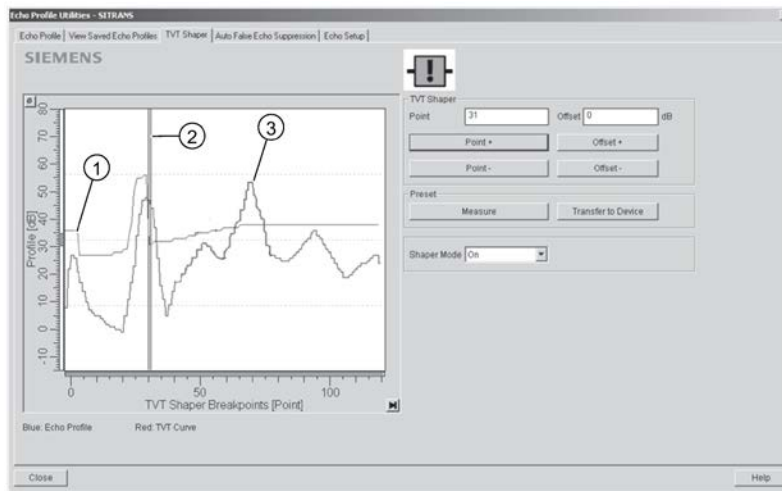 Echo Profile Utilities - SITRANS
Echo Profile | View Saved Echo Profiles | TVT Shaper | Auto False Echo Suppression | Echo Setup
SIEMENS
TVT Shaper
Point 31 Offset 0 dB
Point + Offset +
Point - Offset -
Preset
Measure Transfer to Device
Shaper Mode On
1
2
3
Profile [dB]
80
70
60
50
40
30
20
10
0
-10
0 50 100
TVT Shaper Breakpoints [Point]
Blue: Echo Profile Red: TVT Curve
Close Help